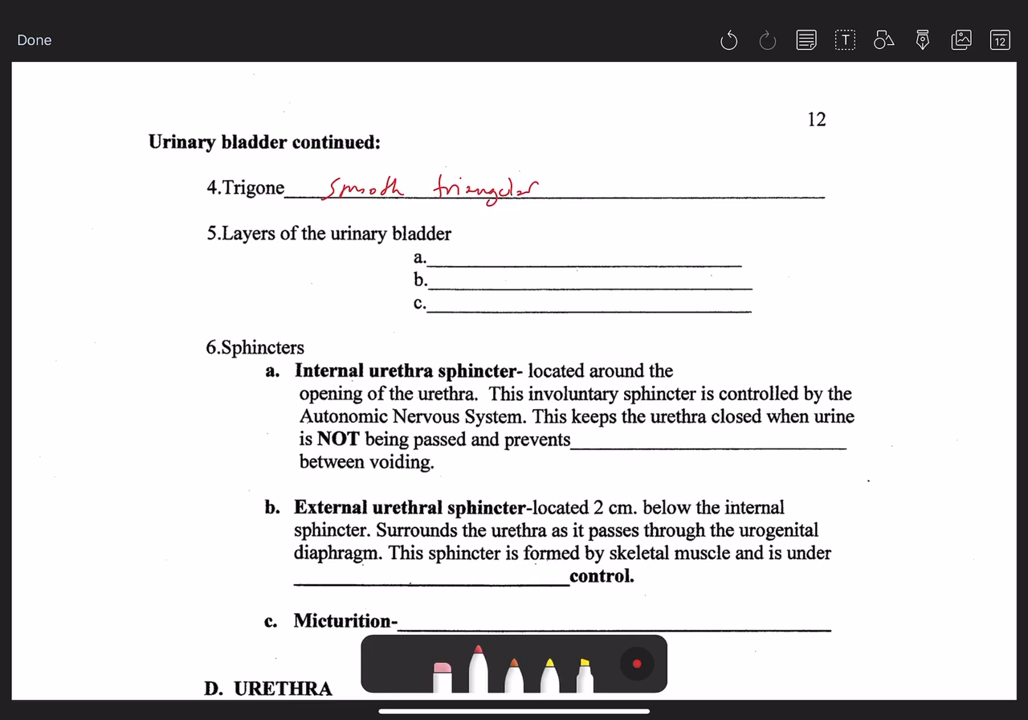 Done
T
12
12
Urinary bladder continued:
4.Trigone smooth triangular
5.Layers of the urinary bladder
a.
b.
c.
6.Sphincters
a. Internal urethra sphincter- located around the
opening of the urethra. This involuntary sphincter is controlled by the
Autonomic Nervous System. This keeps the urethra closed when urine
is NOT being passed and prevents
between voiding.
b. External urethral sphincter-located 2 cm. below the internal
sphincter. Surrounds the urethra as it passes through the urogenital
diaphragm. This sphincter is formed by skeletal muscle and is under
control.
c. Micturition-
D. URETHRA